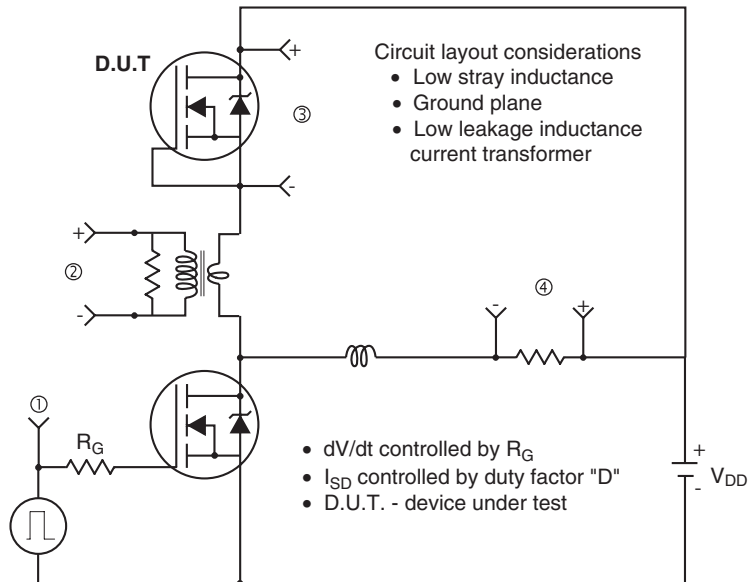 D.U.T
+
-
③
Circuit layout considerations
• Low stray inductance
• Ground plane
• Low leakage inductance
current transformer
+
②
-
④
- +
①
R_G
• dV/dt controlled by R_G
• I_SD controlled by duty factor "D"
• D.U.T. - device under test
+
V_DD
-